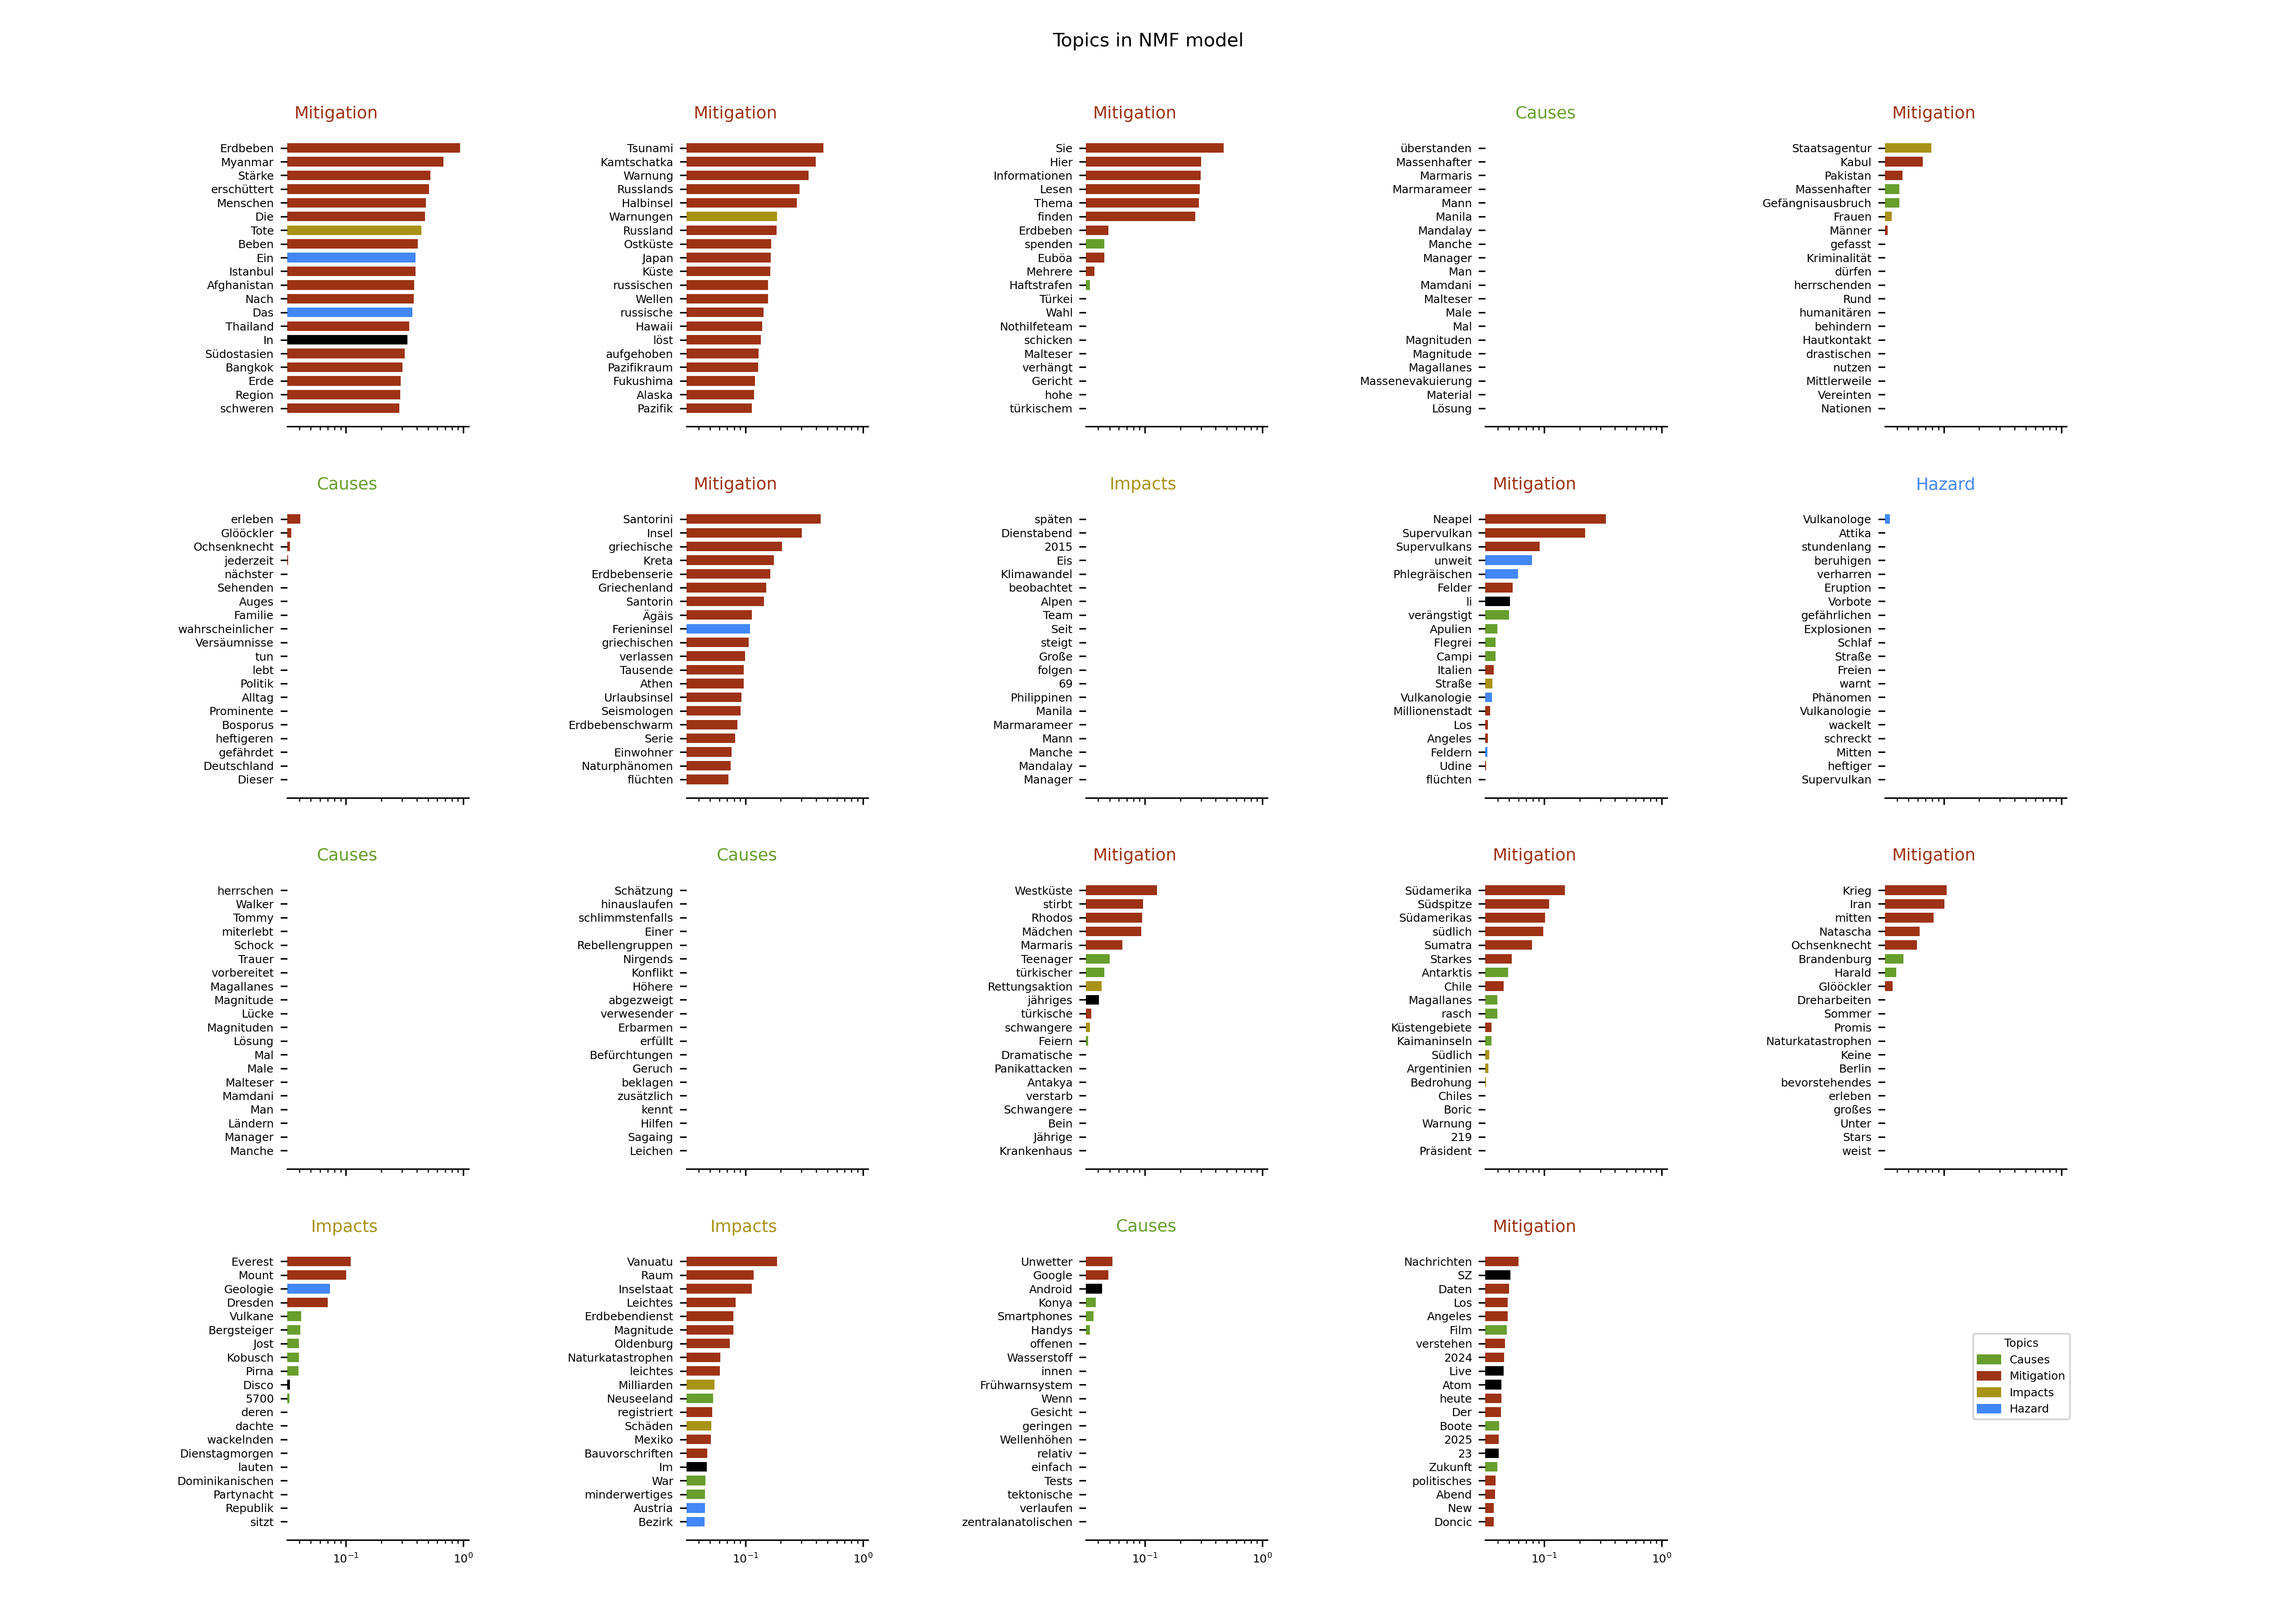 Topics in NMF model
Mitigation
Erdbeben
Myanmar
Stärke
erschüttert
Menschen
Die
Tote
Beben
Ein
Istanbul
Afghanistan
Nach
Das
Thailand
In
Südostasien
Bangkok
Erde
Region
schweren
Mitigation
Tsunami
Kamtschatka
Warnung
Russlands
Halbinsel
Warnungen
Russland
Ostküste
Japan
Küste
russischen
Wellen
russische
Hawaii
löst
aufgehoben
Pazifikraum
Fukushima
Alaska
Pazifik
Mitigation
Sie
Hier
Informationen
Lesen
Thema
finden
Erdbeben
spenden
Euböa
Mehrere
Haftstrafen
Türkei
Wahl
Nothilfeteam
schicken
Malteser
verhängt
Gericht
hohe
türkischem
Causes
überstanden
Massenhafter
Marmaris
Marmarameer
Mann
Manila
Mandalay
Manche
Manager
Man
Mamdani
Malteser
Male
Mal
Magnituden
Magnitude
Magallanes
Massenevakuierung
Material
Lösung
Mitigation
Staatsagentur
Kabul
Pakistan
Massenhafter
Gefängnisausbruch
Frauen
Männer
gefasst
Kriminalität
dürfen
herrschenden
Rund
humanitären
behindern
Hautkontakt
drastischen
nutzen
Mittlerweile
Vereinten
Nationen
Causes
erleben
Glööckler
Ochsenknecht
jederzeit
nächster
Sehenden
Auges
Familie
wahrscheinlicher
Versäumnisse
tun
lebt
Politik
Alltag
Prominente
Bosporus
heftigeren
gefährdet
Deutschland
Dieser
Mitigation
Santorini
Insel
griechische
Kreta
Erdbebenserie
Griechenland
Santorin
Ägäis
Ferieninsel
griechischen
verlassen
Tausende
Athen
Urlaubsinsel
Seismologen
Erdbebenschwarm
Serie
Einwohner
Naturphänomen
flüchten
Impacts
späten
Dienstabend
2015
Eis
Klimawandel
beobachtet
Alpen
Team
Seit
steigt
Große
folgen
69
Philippinen
Manila
Marmarameer
Mann
Manche
Mandalay
Manager
Mitigation
Neapel
Supervulkan
Supervulkans
unweit
Phlegräischen
Felder
li
verängstigt
Apulien
Flegrei
Campi
Italien
Straße
Vulkanologie
Millionenstadt
Los
Angeles
Feldern
Udine
flüchten
Hazard
Vulkanologe
Attika
stundenlang
beruhigen
verharren
Eruption
Vorbote
gefährlichen
Explosionen
Schlaf
Straße
Freien
warnt
Phänomen
Vulkanologie
wackelt
schreckt
Mitten
heftiger
Supervulkan
Causes
herrschen
Walker
Tommy
miterlebt
Schock
Trauer
vorbereitet
Magallanes
Magnitude
Lücke
Magnituden
Lösung
Mal
Male
Malteser
Mamdani
Man
Ländern
Manager
Manche
Causes
Schätzung
hinauslaufen
schlimmstenfalls
Einer
Rebellengruppen
Nirgends
Konflikt
Höhere
abgezweigt
verwesender
Erbarmen
erfüllt
Befürchtungen
Geruch
beklagen
zusätzlich
kennt
Hilfen
Sagaing
Leichen
Mitigation
Westküste
stirbt
Rhodos
Mädchen
Marmaris
Teenager
türkischer
Rettungsaktion
jähriges
türkische
schwangere
Feiern
Dramatische
Panikattacken
Antakya
verstarb
Schwangere
Bein
Jährige
Krankenhaus
Mitigation
Südamerika
Südspitze
Südamerikas
südlich
Sumatra
Starkes
Antarktis
Chile
Magallanes
rasch
Küstengebiete
Kaimaninseln
Südlich
Argentinien
Bedrohung
Chiles
Boric
Warnung
219
Präsident
Mitigation
Krieg
Iran
mitten
Natascha
Ochsenknecht
Brandenburg
Harald
Glööckler
Dreharbeiten
Sommer
Promis
Naturkatastrophen
Keine
Berlin
bevorstehendes
erleben
großes
Unter
Stars
weist
Impacts
Everest
Mount
Geologie
Dresden
Vulkane
Bergsteiger
Jost
Kobusch
Pirna
Disco
5700
deren
dachte
wackelnden
Dienstagmorgen
lauten
Dominikanischen
Partynacht
Republik
sitzt
10⁻¹ 10⁰
Impacts
Vanuatu
Raum
Inselstaat
Leichtes
Erdbebendienst
Magnitude
Oldenburg
Naturkatastrophen
leichtes
Milliarden
Neuseeland
registriert
Schäden
Mexiko
Bauvorschriften
Im
War
minderwertiges
Austria
Bezirk
10⁻¹ 10⁰
Causes
Unwetter
Google
Android
Konya
Smartphones
Handys
offenen
Wasserstoff
innen
Frühwarnsystem
Wenn
Gesicht
geringen
Wellenhöhen
relativ
einfach
Tests
tektonische
verlaufen
zentralanatolischen
10⁻¹ 10⁰
Mitigation
Nachrichten
SZ
Daten
Los
Angeles
Film
verstehen
2024
Live
Atom
heute
Der
Boote
2025
23
Zukunft
politisches
Abend
New
Doncic
10⁻¹ 10⁰
Topics
Causes
Mitigation
Impacts
Hazard